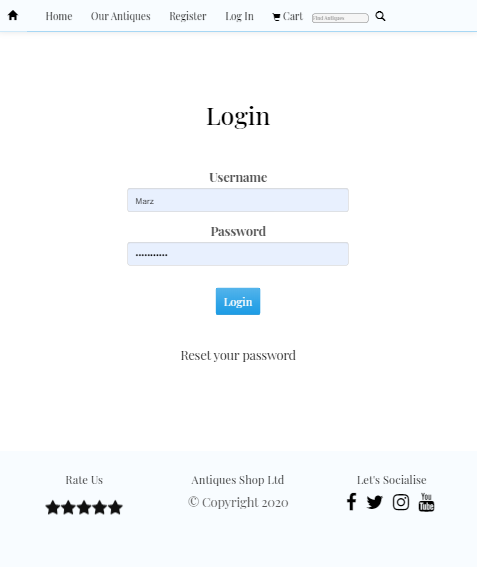 Home Our Antiques Register Log In Cart Find Antiques
Login
Username
Marz
Password
•••••••••••
Login
Reset your password
Rate Us Antiques Shop Ltd Let's Socialise
© Copyright 2020
You
Tube